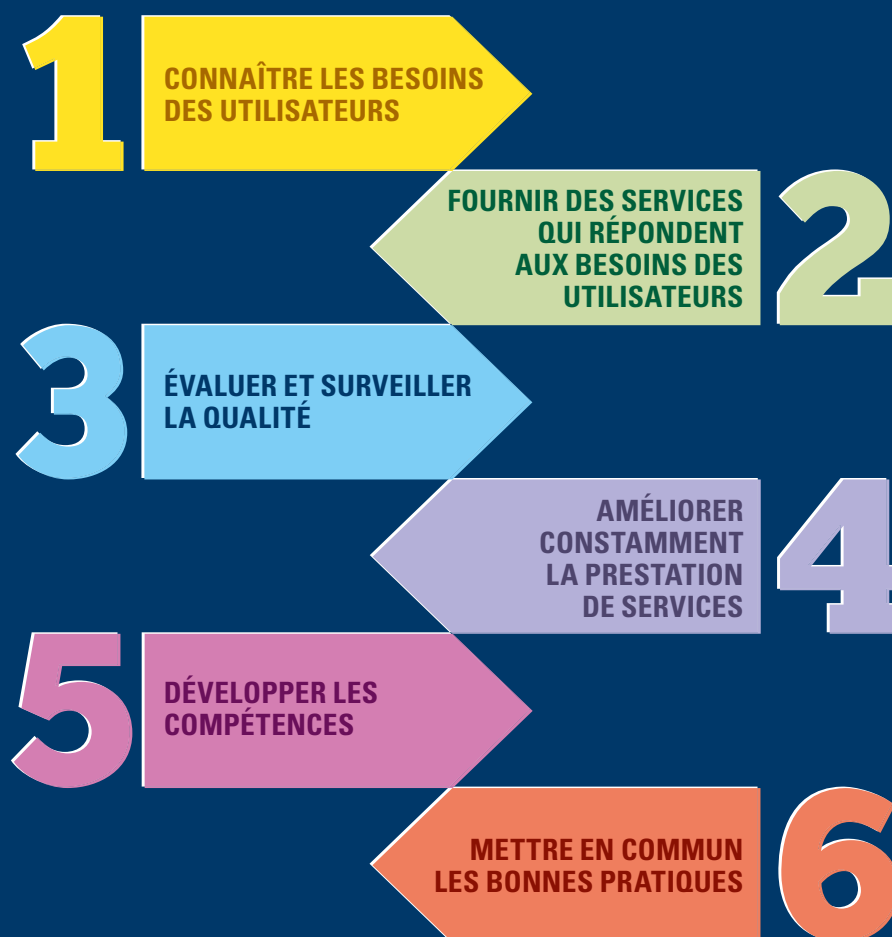 1
CONNAÎTRE LES BESOINS
DES UTILISATEURS
2
FOURNIR DES SERVICES
QUI RÉPONDENT
AUX BESOINS DES
UTILISATEURS
3
ÉVALUER ET SURVEILLER
LA QUALITÉ
4
AMÉLIORER
CONSTAMMENT
LA PRESTATION
DE SERVICES
5
DÉVELOPPER LES
COMPÉTENCES
6
METTRE EN COMMUN
LES BONNES PRATIQUES